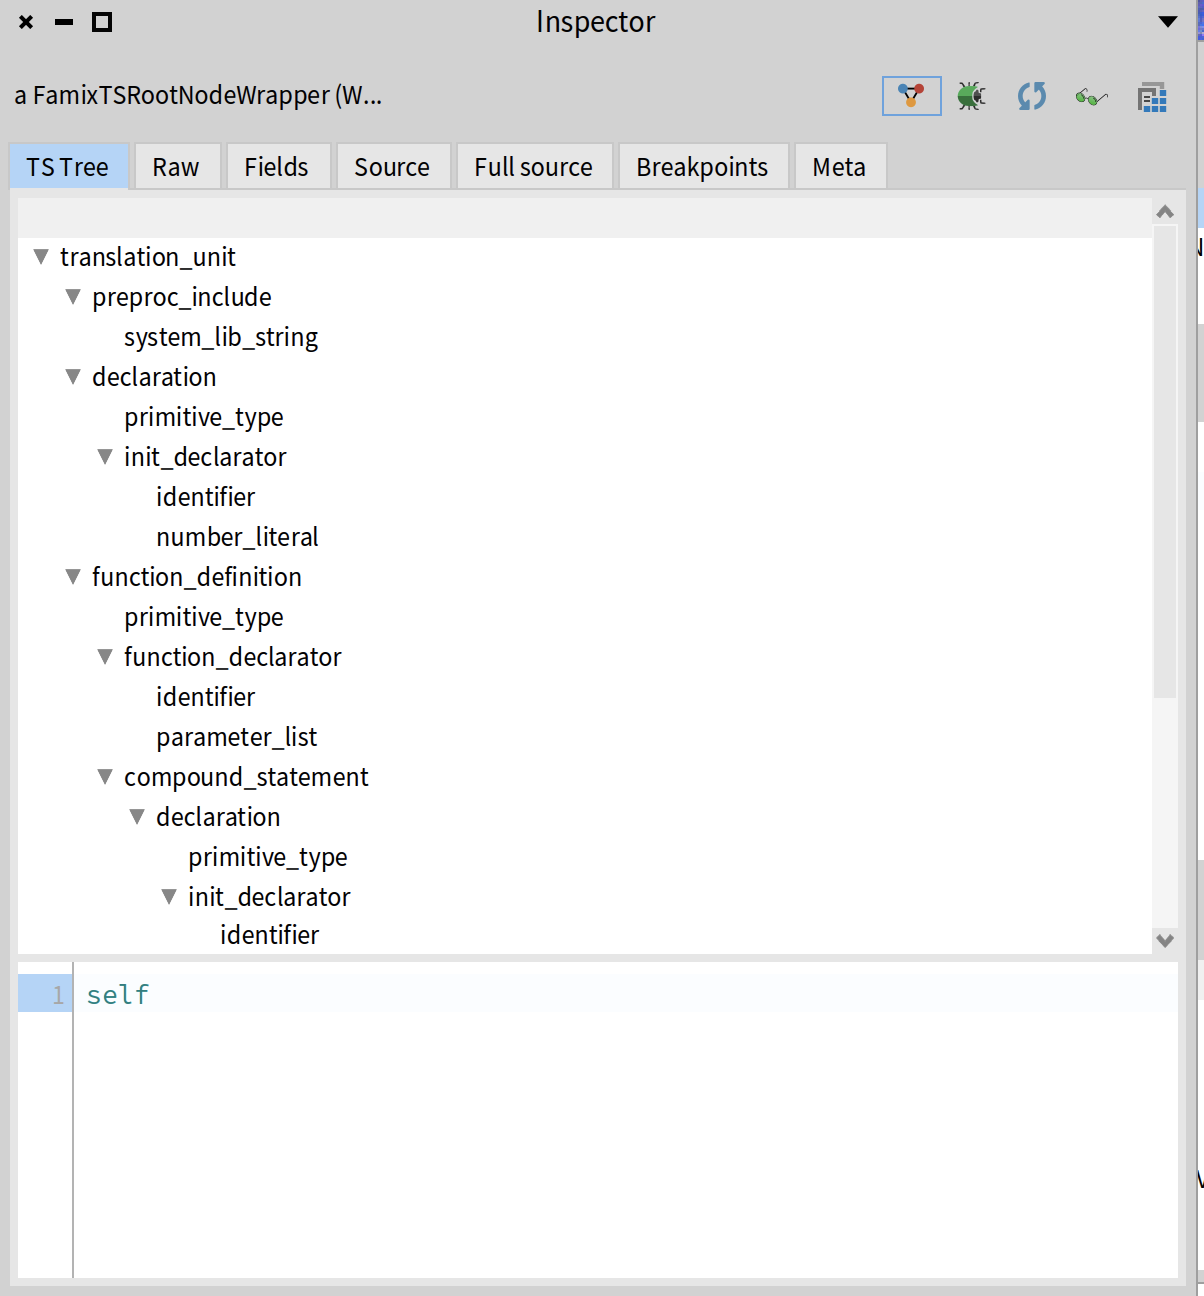 Inspector
a FamixTSRootNodeWrapper (W...
TS Tree Raw Fields Source Full source Breakpoints Meta
translation_unit
preproc_include
system_lib_string
declaration
primitive_type
init_declarator
identifier
number_literal
function_definition
primitive_type
function_declarator
identifier
parameter_list
compound_statement
declaration
primitive_type
init_declarator
identifier
1 self